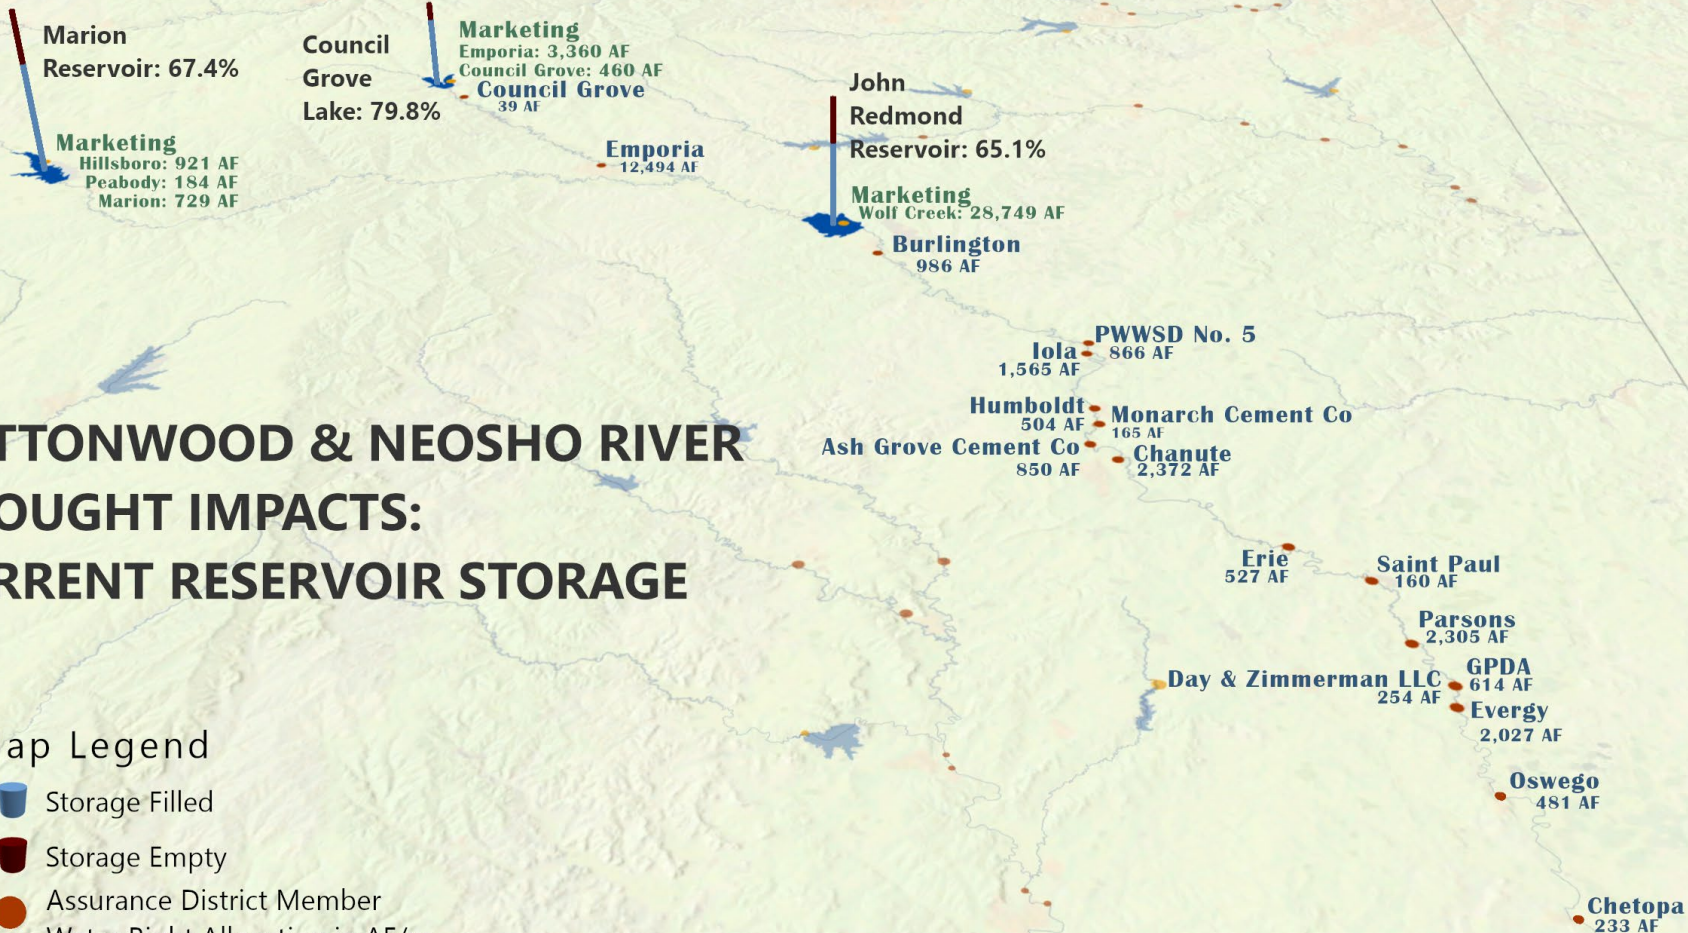 Marion
Reservoir: 67.4%
Marketing
Hillsboro: 921 AF
Peabody: 184 AF
Marion: 729 AF
Council
Grove
Lake: 79.8%
Marketing
Emporia: 3,360 AF
Council Grove: 460 AF
Council Grove
39 AF
Emporia
12,494 AF
John
Redmond
Reservoir: 65.1%
Marketing
Wolf Creek: 28,749 AF
Burlington
986 AF
PWWSD No. 5
866 AF
Iola
1,565 AF
Humboldt
504 AF
Monarch Cement Co
165 AF
Ash Grove Cement Co
850 AF
Chanute
2,372 AF
TTONWOOD & NEOSHO RIVER
OUGHT IMPACTS:
RRENT RESERVOIR STORAGE
Erie
527 AF
Saint Paul
160 AF
Parsons
2,305 AF
Day & Zimmerman LLC
254 AF
GPDA
614 AF
Evergy
2,027 AF
Oswego
481 AF
Chetopa
233 AF
ap Legend
Storage Filled
Storage Empty
Assurance District Member